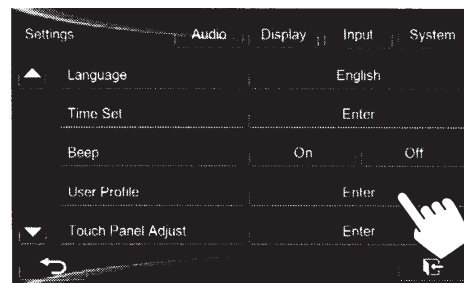 Settings Audio Display Input System
Language English
Time Set Enter
Beep On Off
User Profile Enter
Touch Panel Adjust Enter